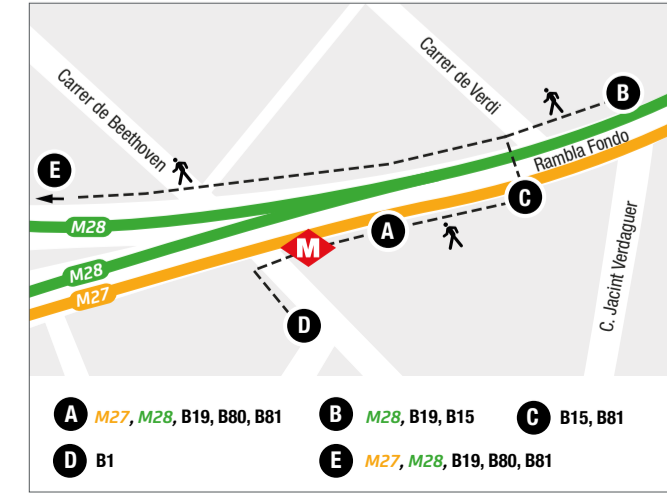 Carrer de Beethoven
Carrer de Verdi
B
E
Rambla Fondo
C
M28
A
M
M28
M27
C. Jacint Verdaguer
D
A M27, M28, B19, B80, B81
B M28, B19, B15
C B15, B81
D B1
E M27, M28, B19, B80, B81